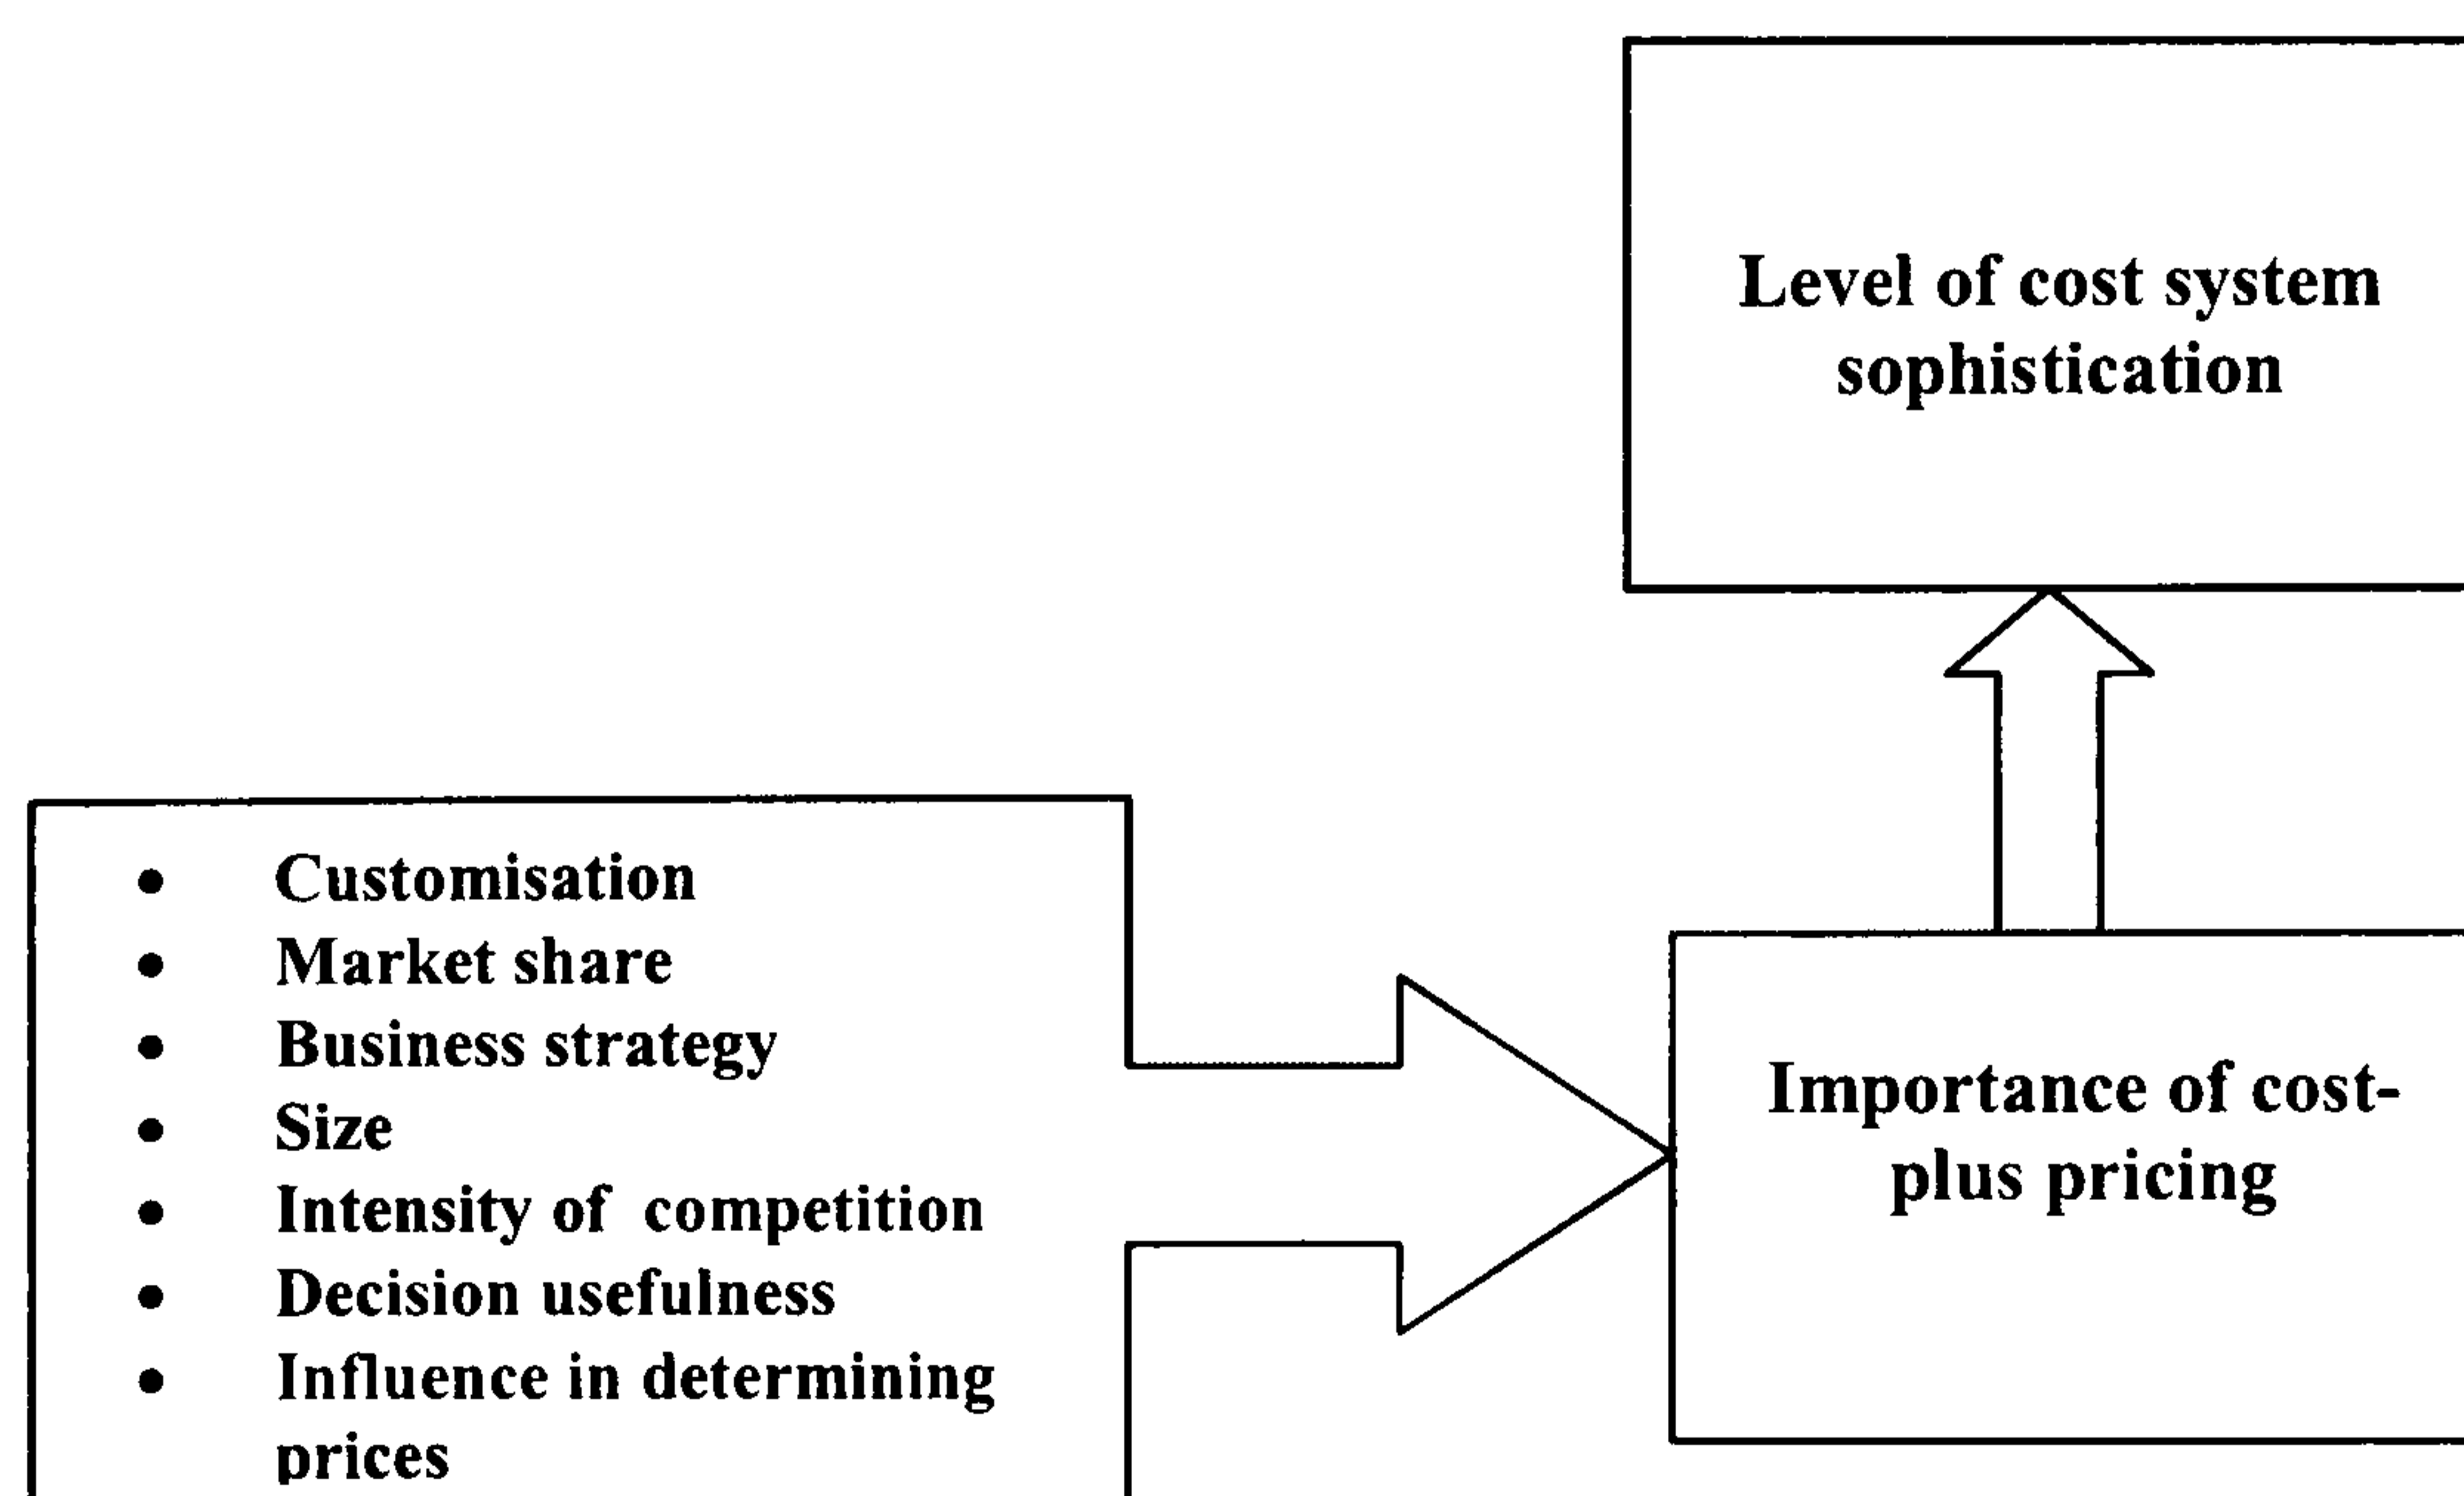 Level of cost system
sophistication
• Customisation
• Market share
• Business strategy
• Size
• Intensity of competition
• Decision usefulness
• Influence in determining
prices
Importance of cost-
plus pricing